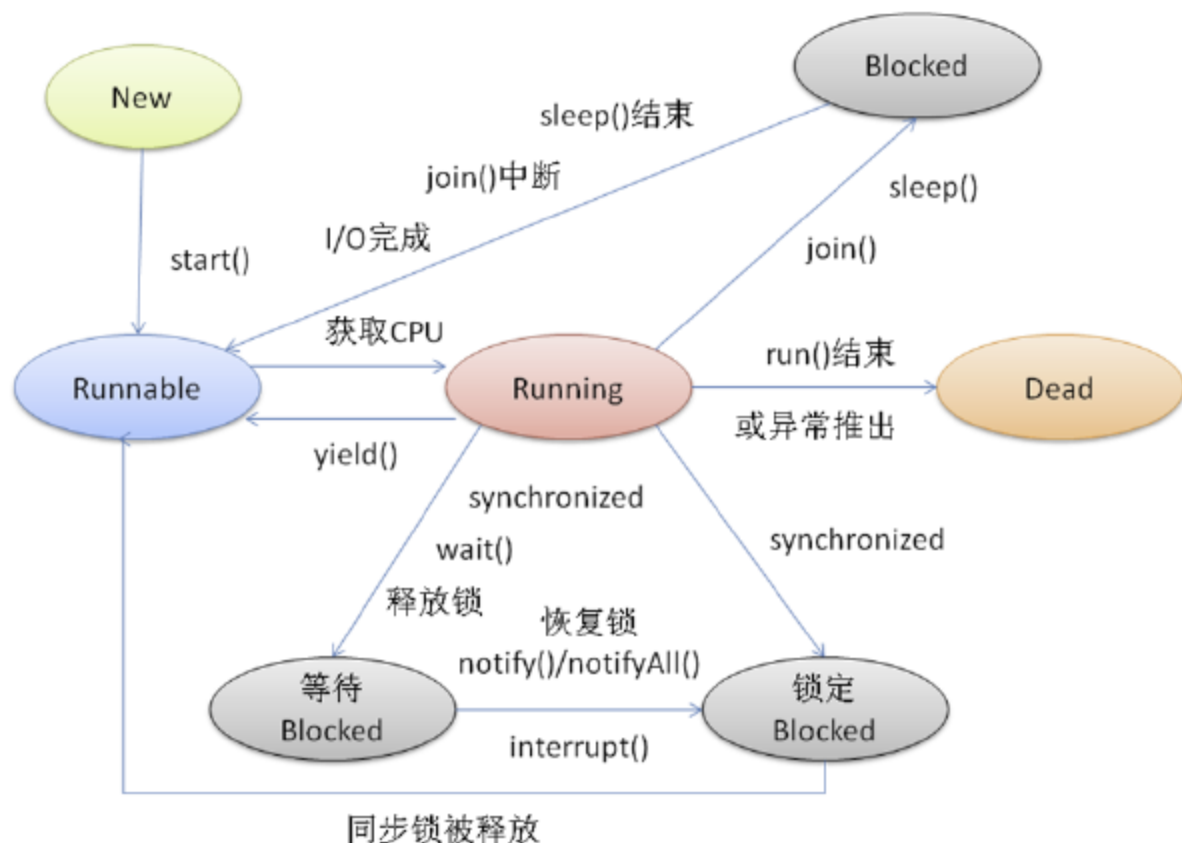 New
Blocked
sleep()结束
join()中断
sleep()
I/O完成
join()
start()
获取CPU
run()结束
Runnable
Running
Dead
或异常推出
yield()
synchronized
synchronized
wait()
释放锁
恢复锁
notify()/notifyAll()
等待
Blocked
锁定
Blocked
interrupt()
同步锁被释放